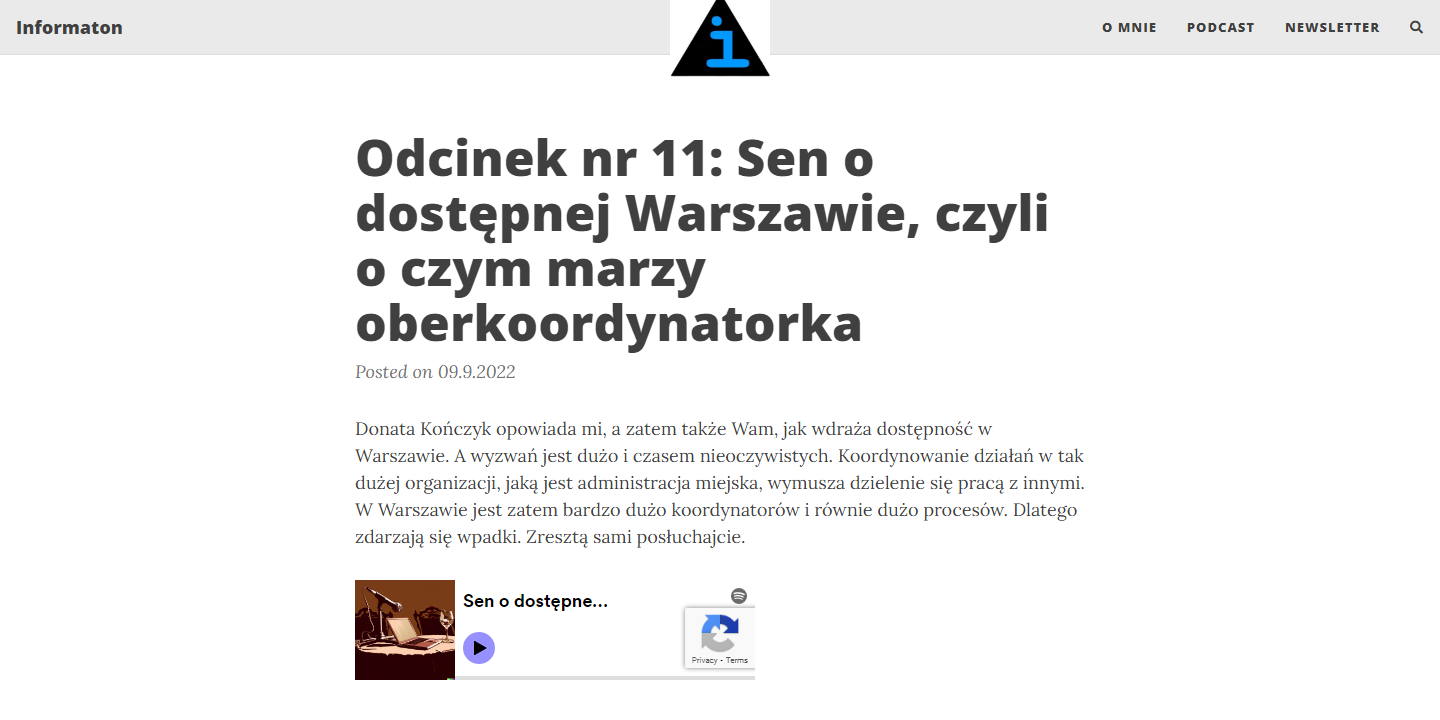 Informaton
i
O MNIE
PODCAST
NEWSLETTER
Odcinek nr 11: Sen o
dostępnej Warszawie, czyli
o czym marzy
oberkoordynatorka
Posted on 09.9.2022
Donata Kończyk opowiada mi, a zatem także Wam, jak wdraża dostępność w
Warszawie. A wyzwań jest dużo i czasem nieoczywistych. Koordynowanie działań w tak
dużej organizacji, jaką jest administracja miejska, wymusza dzielenie się pracą z innymi.
W Warszawie jest zatem bardzo dużo koordynatorów i równie dużo procesów. Dlatego
zdarzają się wpadki. Zresztą sami posłuchajcie.
Sen o dostępne...
Privacy - Terms